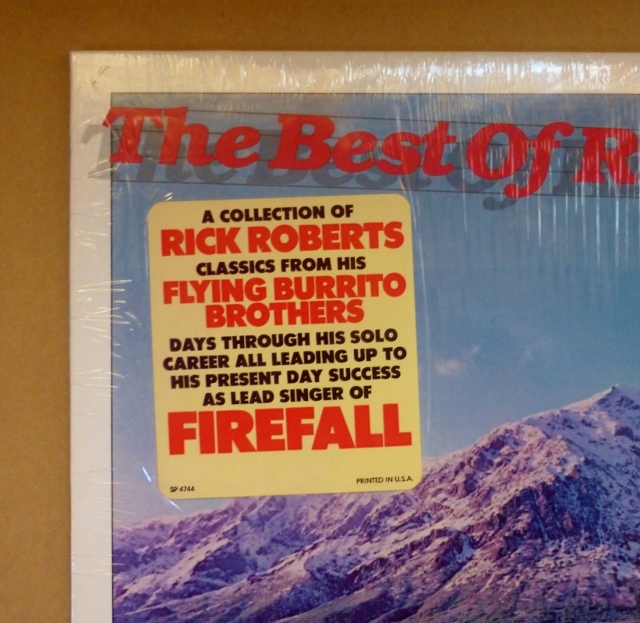 The Best Of R
A COLLECTION OF
RICK ROBERTS
CLASSICS FROM HIS
FLYING BURRITO
BROTHERS
DAYS THROUGH HIS SOLO
CAREER ALL LEADING UP TO
HIS PRESENT DAY SUCCESS
AS LEAD SINGER OF
FIREFALL
SP 4744 PRINTED IN U.S.A.